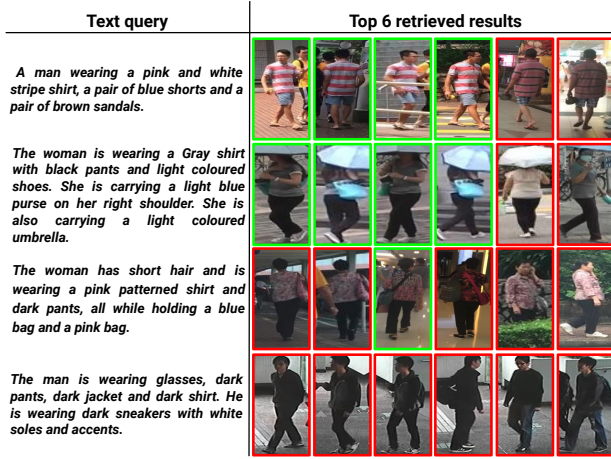 Text query
Top 6 retrieved results
A man wearing a pink and white
stripe shirt, a pair of blue shorts and a
pair of brown sandals.
The woman is wearing a Gray shirt
with black pants and light coloured
shoes. She is carrying a light blue
purse on her right shoulder. She is
also carrying a light coloured
umbrella.
The woman has short hair and is
wearing a pink patterned shirt and
dark pants, all while holding a blue
bag and a pink bag.
The man is wearing glasses, dark
pants, dark jacket and dark shirt. He
is wearing dark sneakers with white
soles and accents.